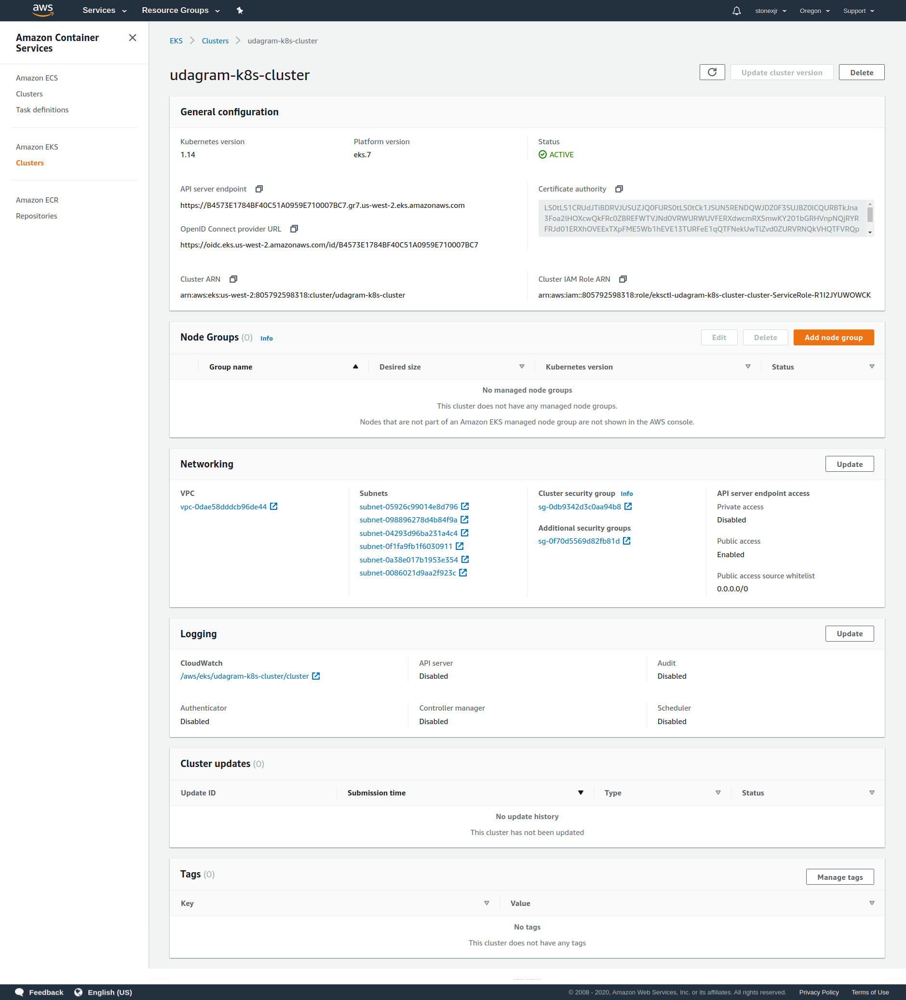 aws Services Resource Groups stonexjr Oregon Support
Amazon Container
Services
Amazon ECS
Clusters
Task definitions
Amazon EKS
Clusters
Amazon ECR
Repositories
EKS Clusters udagram-k8s-cluster
udagram-k8s-cluster
Update cluster version Delete
General configuration
Kubernetes version Platform version Status
1.14 eks.7 ACTIVE
API server endpoint
https://B4573E1784BF40C51A0959E710007BC7.gr7.us-west-2.eks.amazonaws.com
OpenID Connect provider URL
https://oidc.eks.us-west-2.amazonaws.com/id/B4573E1784BF40C51A0959E710007BC7
Certificate authority
LS0tLS1CRUdJTiBDRVJUSUZJQ0FURS0tLS0tCk1JSUN5RENDQWJDZ0F3SUJBZ0lCQURBTkJna
3Foa2lHOXcwQkFRc0ZBREFWTVJNd0VRWURWUVFERXdwcmRXSmwKY201bGRHVnpNQjRYR
FRJd01ERXhOVEExTXpFME5Wb1hEVE13TURFeE1qQTFNekUwTlZvd0ZURVRNQkVHQTFVRQp
Cluster ARN Cluster IAM Role ARN
arn:aws:eks:us-west-2:805792598318:cluster/udagram-k8s-cluster arn:aws:iam::805792598318:role/eksctl-udagram-k8s-cluster-cluster-ServiceRole-R1I2JYUWOWCK
Node Groups (0) Info Edit Delete Add node group
Group name Desired size Kubernetes version Status
No managed node groups
This cluster does not have any managed node groups.
Nodes that are not part of an Amazon EKS managed node group are not shown in the AWS console.
Networking Update
VPC
vpc-0dae58dddcb96de44
Subnets
subnet-05926c99014e8d796
subnet-098896278d4b84f9a
subnet-04293d96ba231a4c4
subnet-0f1fa9fb1f6030911
subnet-0a38e017b1953e354
subnet-0086021d9aa2f923c
Cluster security group Info
sg-0db9342d3c0aa94b8
Additional security groups
sg-0f70d5569d82fb81d
API server endpoint access
Private access
Disabled
Public access
Enabled
Public access source whitelist
0.0.0.0/0
Logging Update
CloudWatch API server Audit
/aws/eks/udagram-k8s-cluster/cluster Disabled Disabled
Authenticator Controller manager Scheduler
Disabled Disabled Disabled
Cluster updates (0)
Update ID Submission time Type Status
No update history
This cluster has not been updated
Tags (0) Manage tags
Key Value
No tags
This cluster does not have any tags
Feedback English (US) © 2008 - 2020, Amazon Web Services, Inc. or its affiliates. All rights reserved. Privacy Policy Terms of Use